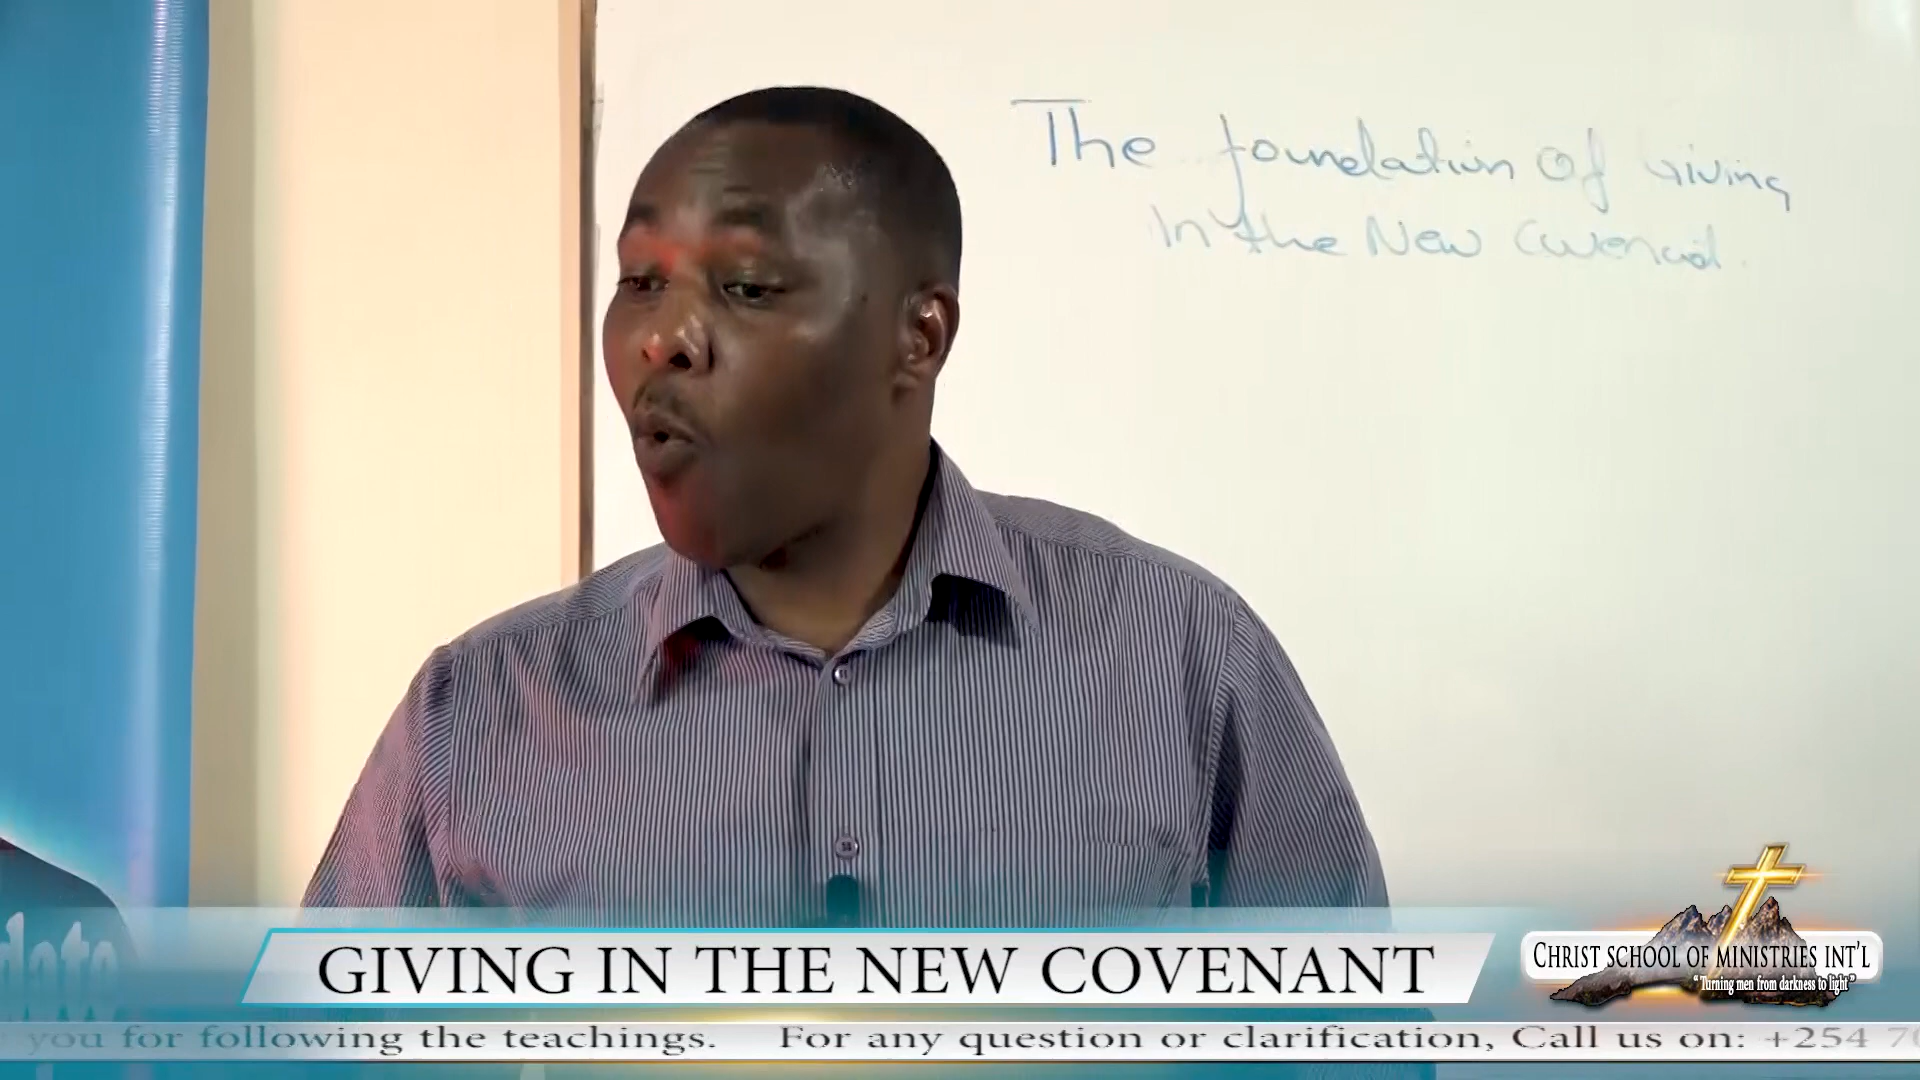 The foundation of giving
In the New Covenant.
GIVING IN THE NEW COVENANT
CHRIST SCHOOL OF MINISTRIES INT'L
"Turning men from darkness to light"
you for following the teachings. For any question or clarification, Call us on: +254 70